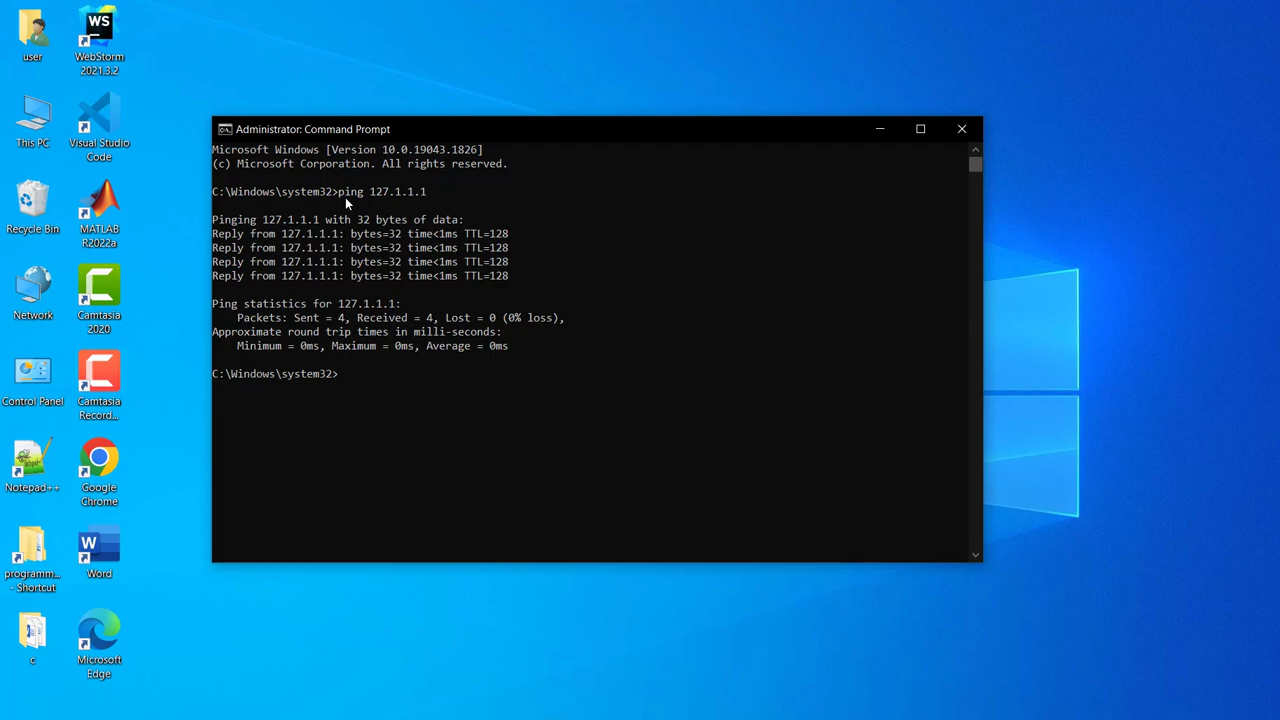 user
WS
WebStorm
2021.3.2
This PC
Visual Studio
Code
Recycle Bin
MATLAB
R2022a
Network
Camtasia
2020
Control Panel
Camtasia
Record...
Notepad++
Google
Chrome
programm...
- Shortcut
W
Word
c
Microsoft
Edge
Administrator: Command Prompt
Microsoft Windows [Version 10.0.19043.1826]
(c) Microsoft Corporation. All rights reserved.
C:\Windows\system32>ping 127.1.1.1
Pinging 127.1.1.1 with 32 bytes of data:
Reply from 127.1.1.1: bytes=32 time<1ms TTL=128
Reply from 127.1.1.1: bytes=32 time<1ms TTL=128
Reply from 127.1.1.1: bytes=32 time<1ms TTL=128
Reply from 127.1.1.1: bytes=32 time<1ms TTL=128
Ping statistics for 127.1.1.1:
Packets: Sent = 4, Received = 4, Lost = 0 (0% loss),
Approximate round trip times in milli-seconds:
Minimum = 0ms, Maximum = 0ms, Average = 0ms
C:\Windows\system32>